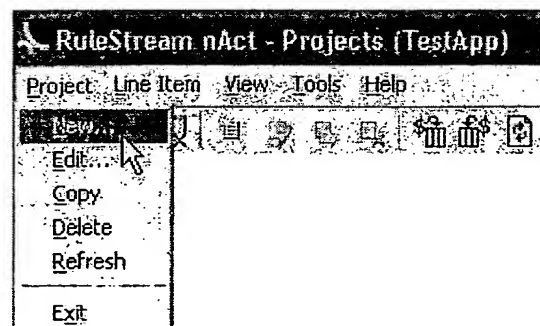 RuleStream nAct - Projects (TestApp)
Project Line Item View Tools Help
New...
Edit...
Copy
Delete
Refresh
Exit